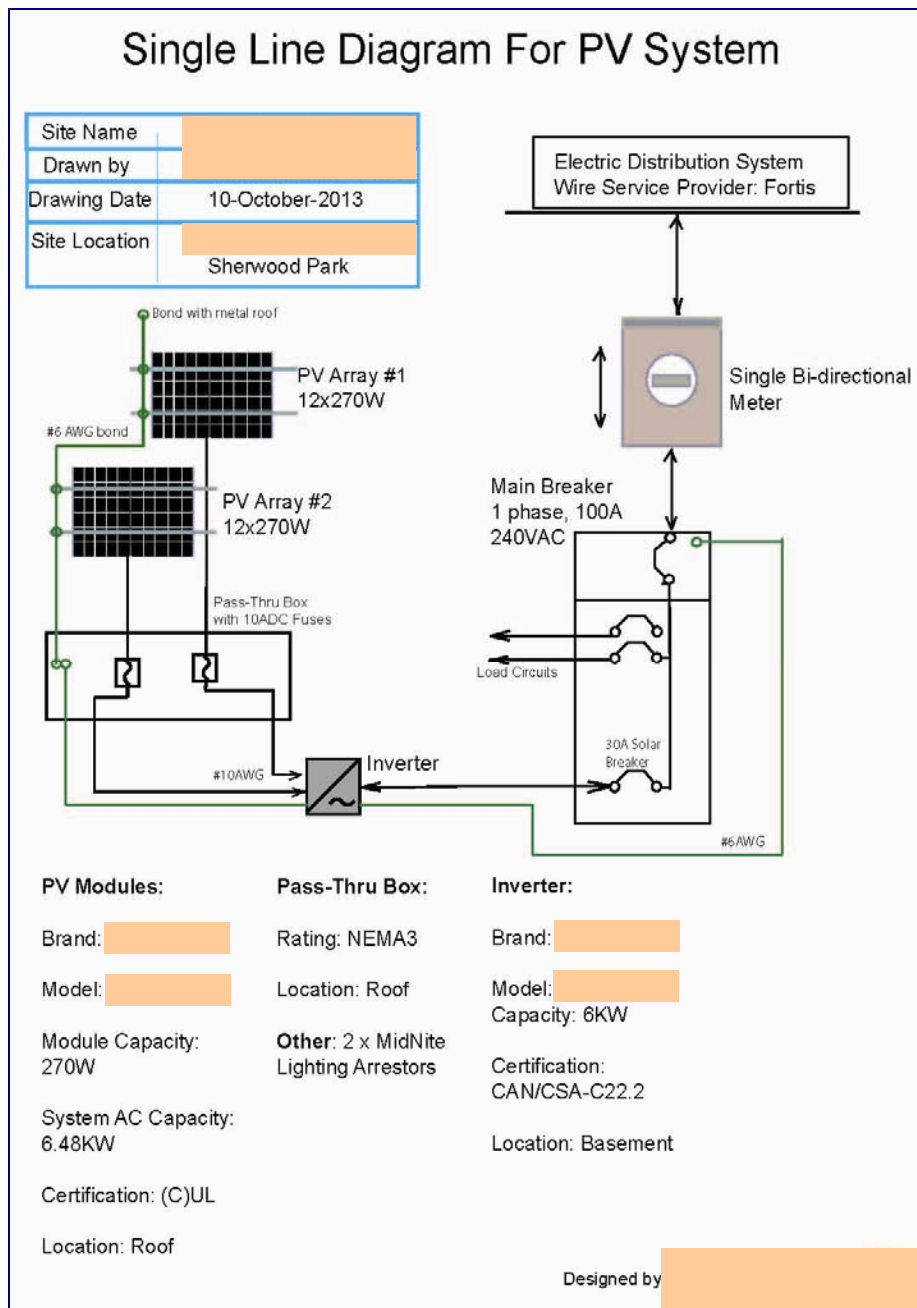 Single Line Diagram For PV System
Site Name
Drawn by
Drawing Date 10-October-2013
Site Location
Sherwood Park
Electric Distribution System
Wire Service Provider: Fortis
Bond with metal roof
PV Array #1
12x270W
#6 AWG bond
PV Array #2
12x270W
Single Bi-directional
Meter
Main Breaker
1 phase, 100A
240VAC
Pass-Thru Box
with 10ADC Fuses
Load Circuits
30A Solar
Breaker
#10AWG
Inverter
#6AWG
PV Modules:
Brand:
Model:
Module Capacity:
270W
System AC Capacity:
6.48KW
Certification: (C)UL
Location: Roof
Pass-Thru Box:
Rating: NEMA3
Location: Roof
Other: 2 x MidNite
Lighting Arrestors
Inverter:
Brand:
Model:
Capacity: 6KW
Certification:
CAN/CSA-C22.2
Location: Basement
Designed by